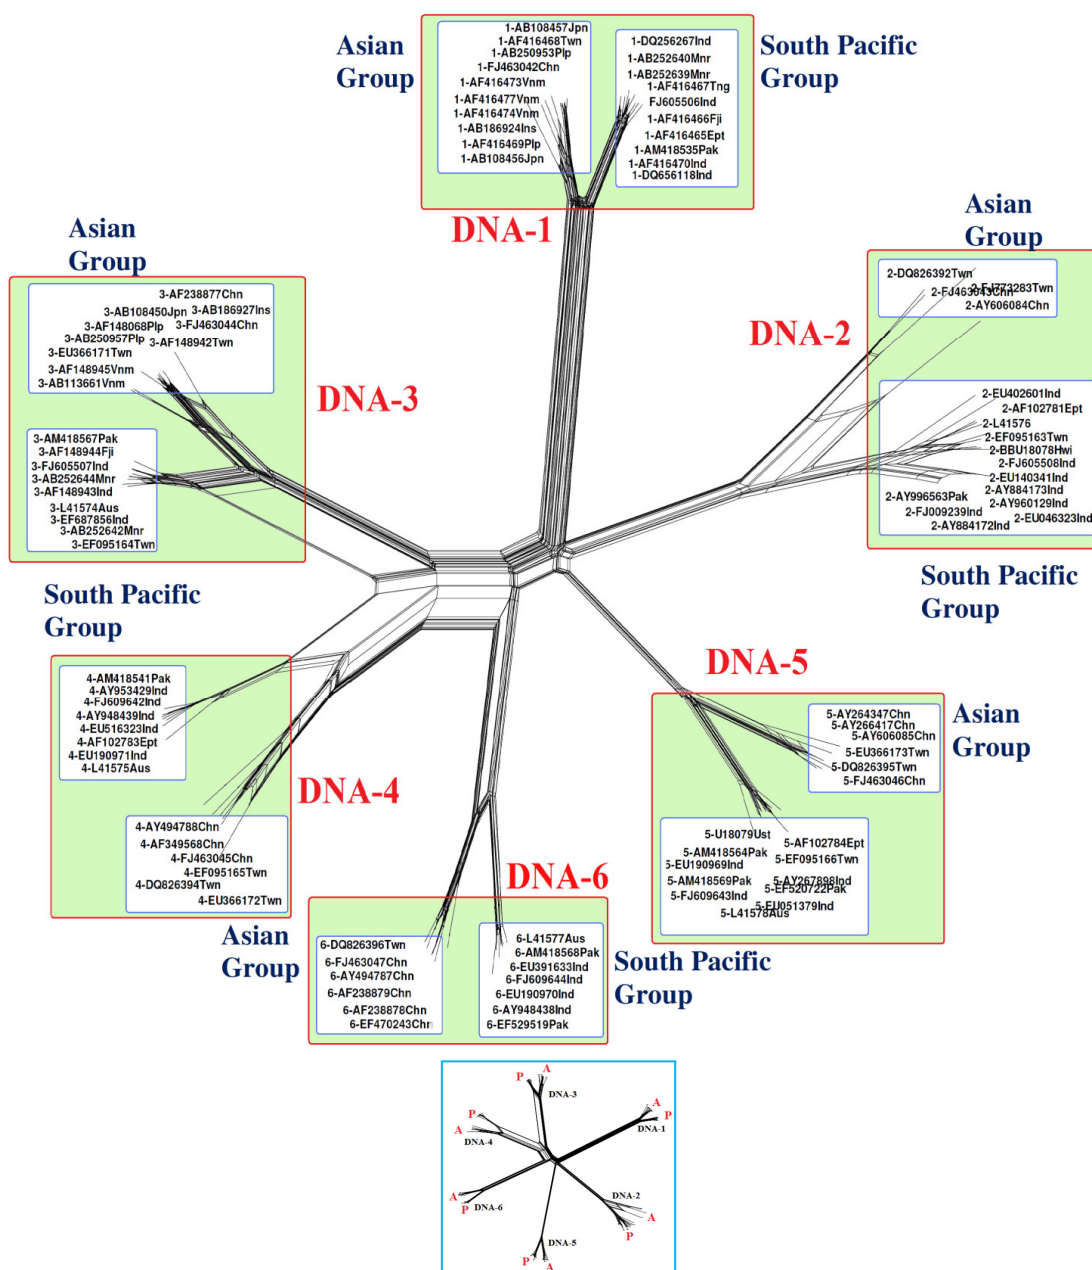 Asian
Group
1-AB108457Jpn
1-AF416468Twn
1-AB250953Plp
1-FJ463042Chn
1-AF416473Vnm
1-AF416477Vnm
1-AF416474Vnm
1-AB186924Ins
1-AF416469Plp
1-AB108456Jpn
South Pacific
Group
1-DQ256267Ind
1-AB252640Mnr
1-AB252639Mnr
1-AF416467Tng
FJ605506Ind
1-AF416466Fji
1-AF416465Ept
1-AM418535Pak
1-AF416470Ind
1-DQ656118Ind
DNA-1
Asian
Group
2-DQ826392Twn
2-FJ773283Twn
2-FJ463043Chn
2-AY606084Chn
DNA-2
2-EU402601Ind
2-AF102781Ept
2-L41576
2-EF095163Twn
2-BBU18078Hwi
2-FJ605508Ind
2-EU140341Ind
2-AY884173Ind
2-AY996563Pak
2-AY960129Ind
2-FJ009239Ind
2-EU046323Ind
2-AY884172Ind
South Pacific
Group
Asian
Group
3-AF238877Chn
3-AB108450Jpn
3-AB186927Ins
3-AF148068Plp
3-FJ463044Chn
3-AB250957Plp
3-AF148942Twn
3-EU366171Twn
3-AF148945Vnm
3-AB113661Vnm
DNA-3
3-AM418567Pak
3-AF148944Fji
3-FJ605507Ind
3-AB252644Mnr
3-AF148943Ind
3-L41574Aus
3-EF687856Ind
3-AB252642Mnr
3-EF095164Twn
South Pacific
Group
4-AM418541Pak
4-AY953429Ind
4-FJ609642Ind
4-AY948439Ind
4-EU516323Ind
4-AF102783Ept
4-EU190971Ind
4-L41575Aus
DNA-4
4-AY494788Chn
4-AF349568Chn
4-FJ463045Chn
4-EF095165Twn
4-DQ826394Twn
4-EU366172Twn
Asian
Group
DNA-5
5-AY264347Chn
5-AY266417Chn
5-AY606085Chn
5-EU366173Twn
5-DQ826395Twn
5-FJ463046Chn
Asian
Group
5-U18079Ust
5-AF102784Ept
5-AM418564Pak
5-EF095166Twn
5-EU190969Ind
5-AM418569Pak
5-AY267898Ind
5-EF520722Pak
5-FJ609643Ind
5-EU051379Ind
5-L41578Aus
South Pacific
Group
DNA-6
6-DQ826396Twn
6-FJ463047Chn
6-AY494787Chn
6-AF238879Chn
6-AF238878Chn
6-EF470243Chn
6-L41577Aus
6-AM418568Pak
6-EU391633Ind
6-FJ609644Ind
6-EU190970Ind
6-AY948438Ind
6-EF529519Pak
P
A
DNA-3
A
P
DNA-1
P
A
DNA-4
A
P
DNA-6
DNA-2
A
P
DNA-5
P
A